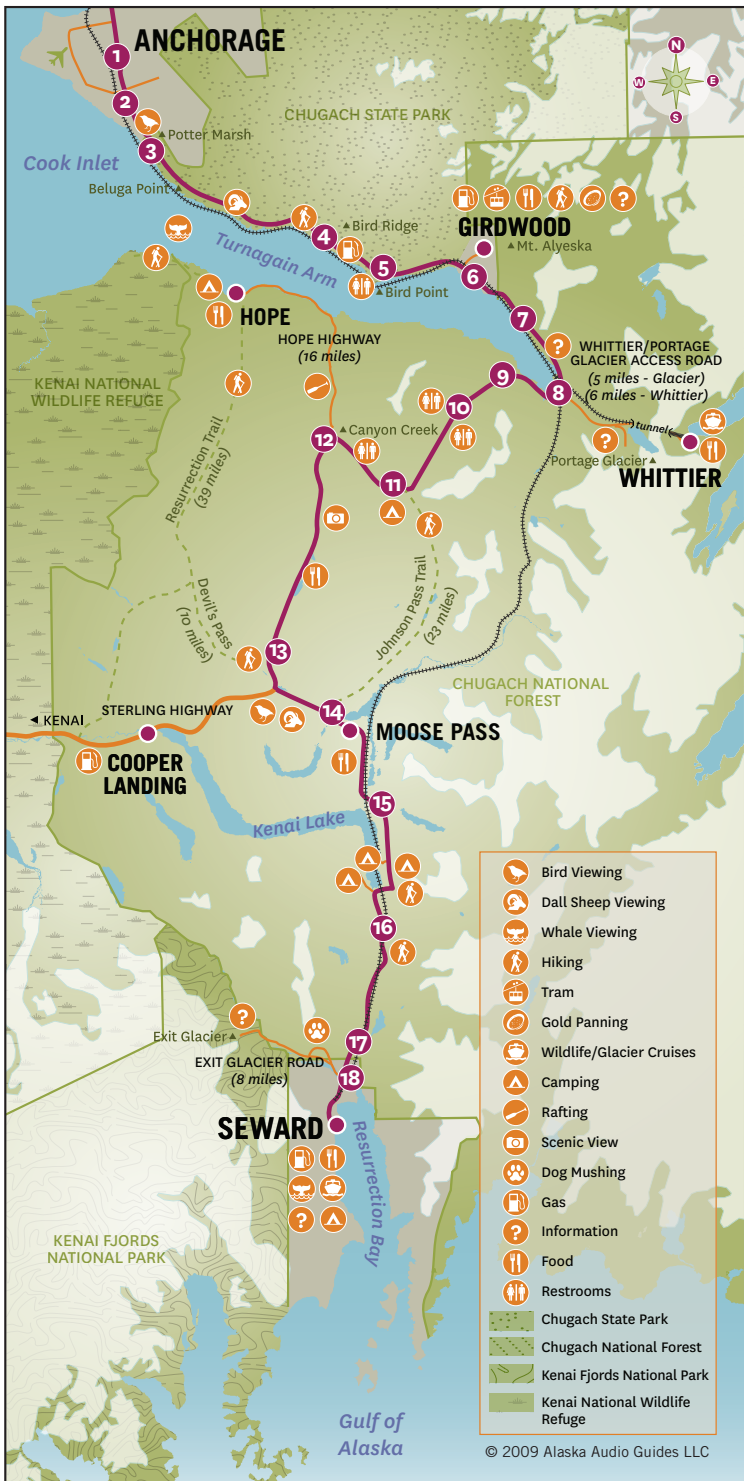 ANCHORAGE
N
W
E
S
1
2
CHUGACH STATE PARK
Potter Marsh
3
Cook Inlet
Beluga Point
Bird Ridge
GIRDWOOD
4
Mt. Alyeska
Turnagain Arm
5
6
Bird Point
HOPE
7
HOPE HIGHWAY
(16 miles)
?
?
WHITTIER/PORTAGE
GLACIER ACCESS ROAD
(5 miles - Glacier)
(6 miles - Whittier)
KENAI NATIONAL
WILDLIFE REFUGE
9
8
10
Canyon Creek
tunnel
12
?
Portage Glacier
WHITTIER
Resurrection Trail
(39 miles)
11
Devil's Pass
(10 miles)
Johnson Pass Trail
(23 miles)
13
CHUGACH NATIONAL
FOREST
KENAI
STERLING HIGHWAY
14
MOOSE PASS
COOPER
LANDING
15
Kenai Lake
16
?
Exit Glacier
17
EXIT GLACIER ROAD
(8 miles)
18
SEWARD
Resurrection Bay
?
KENAI FJORDS
NATIONAL PARK
Gulf of
Alaska
Bird Viewing
Dall Sheep Viewing
Whale Viewing
Hiking
Tram
Gold Panning
Wildlife/Glacier Cruises
Camping
Rafting
Scenic View
Dog Mushing
Gas
? Information
Food
Restrooms
Chugach State Park
Chugach National Forest
Kenai Fjords National Park
Kenai National Wildlife
Refuge
© 2009 Alaska Audio Guides LLC